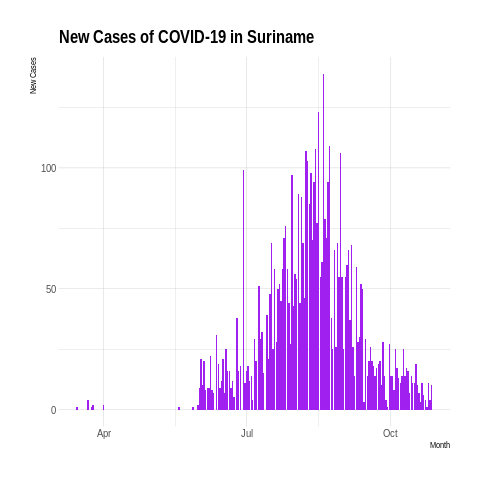 New Cases of COVID-19 in Suriname
New Cases
100
50
0
Apr
Jul
Oct
Month